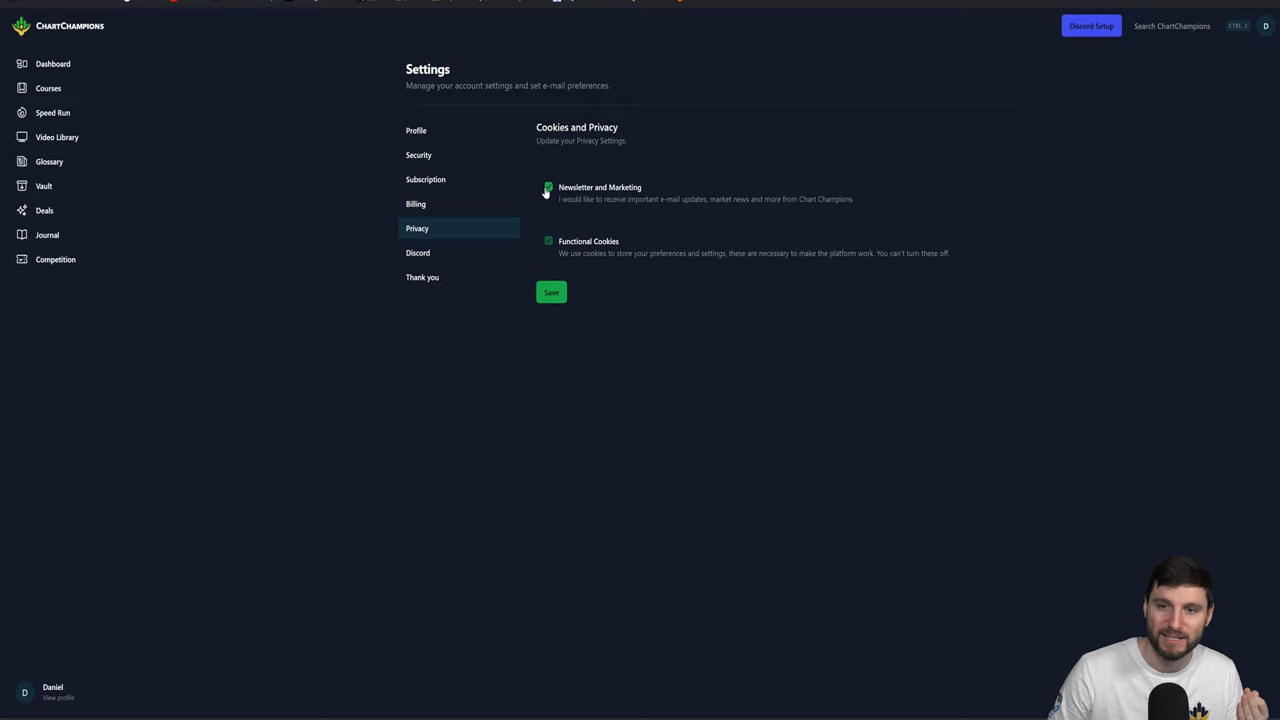 CHARTCHAMPIONS
Discord Setup
Search ChartChampions
D
Dashboard
Courses
Speed Run
Video Library
Glossary
Vault
Deals
Journal
Competition
Settings
Manage your account settings and set e-mail preferences.
Profile
Security
Subscription
Billing
Privacy
Discord
Thank you
Cookies and Privacy
Update your Privacy Settings.
Newsletter and Marketing
I would like to receive important e-mail updates, market news and more from Chart Champions
Functional Cookies
We use cookies to store your preferences and settings, these are necessary to make the platform work. You can't turn these off.
Save
D
Daniel
View profile